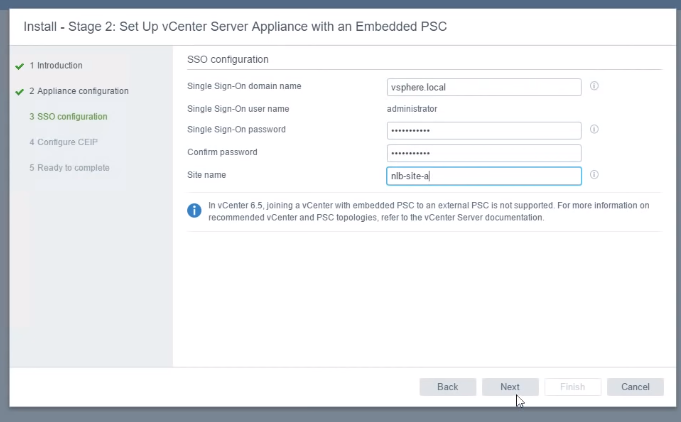 Install - Stage 2: Set Up vCenter Server Appliance with an Embedded PSC
1 Introduction
2 Appliance configuration
3 SSO configuration
4 Configure CEIP
5 Ready to complete
SSO configuration
Single Sign-On domain name
vsphere.local
Single Sign-On user name
administrator
Single Sign-On password
•••••••••••
Confirm password
•••••••••••
Site name
nlb-site-a
In vCenter 6.5, joining a vCenter with embedded PSC to an external PSC is not supported. For more information on
recommended vCenter and PSC topologies, refer to the vCenter Server documentation.
Back
Next
Finish
Cancel